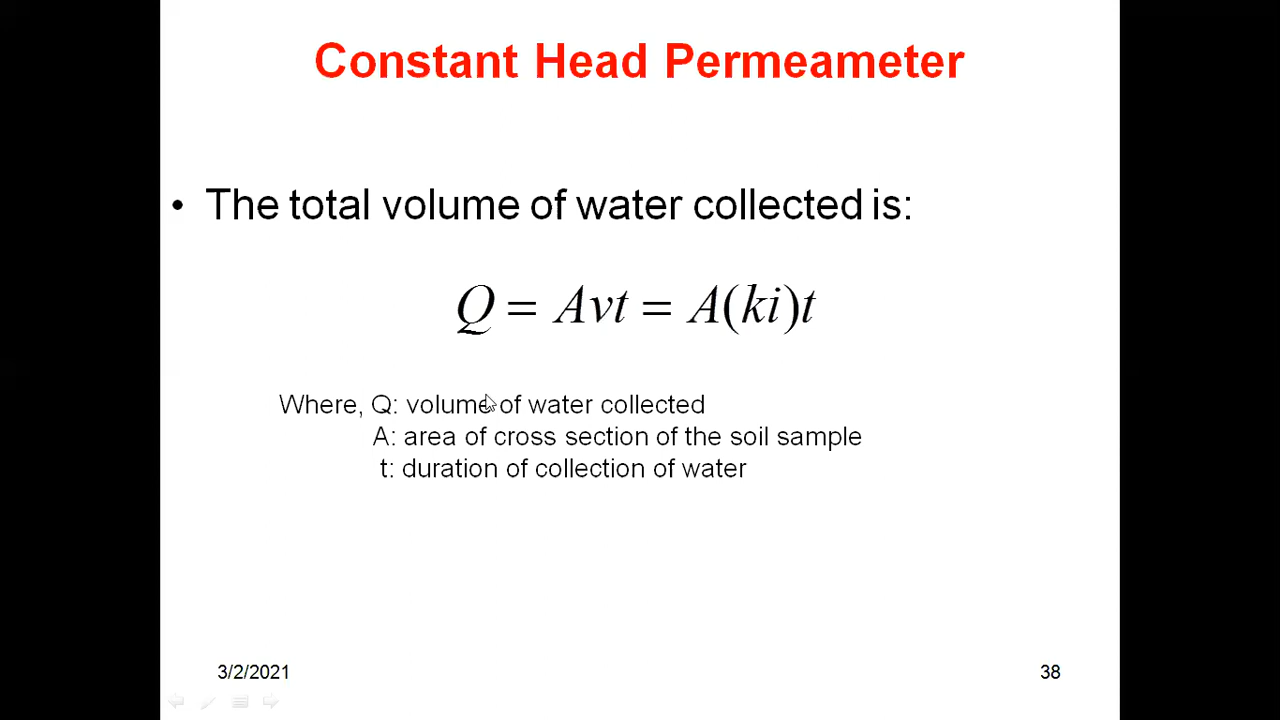 Constant Head Permeameter
• The total volume of water collected is:
Q = Avt = A(ki)t
Where, Q: volume of water collected
A: area of cross section of the soil sample
t: duration of collection of water
3/2/2021
38